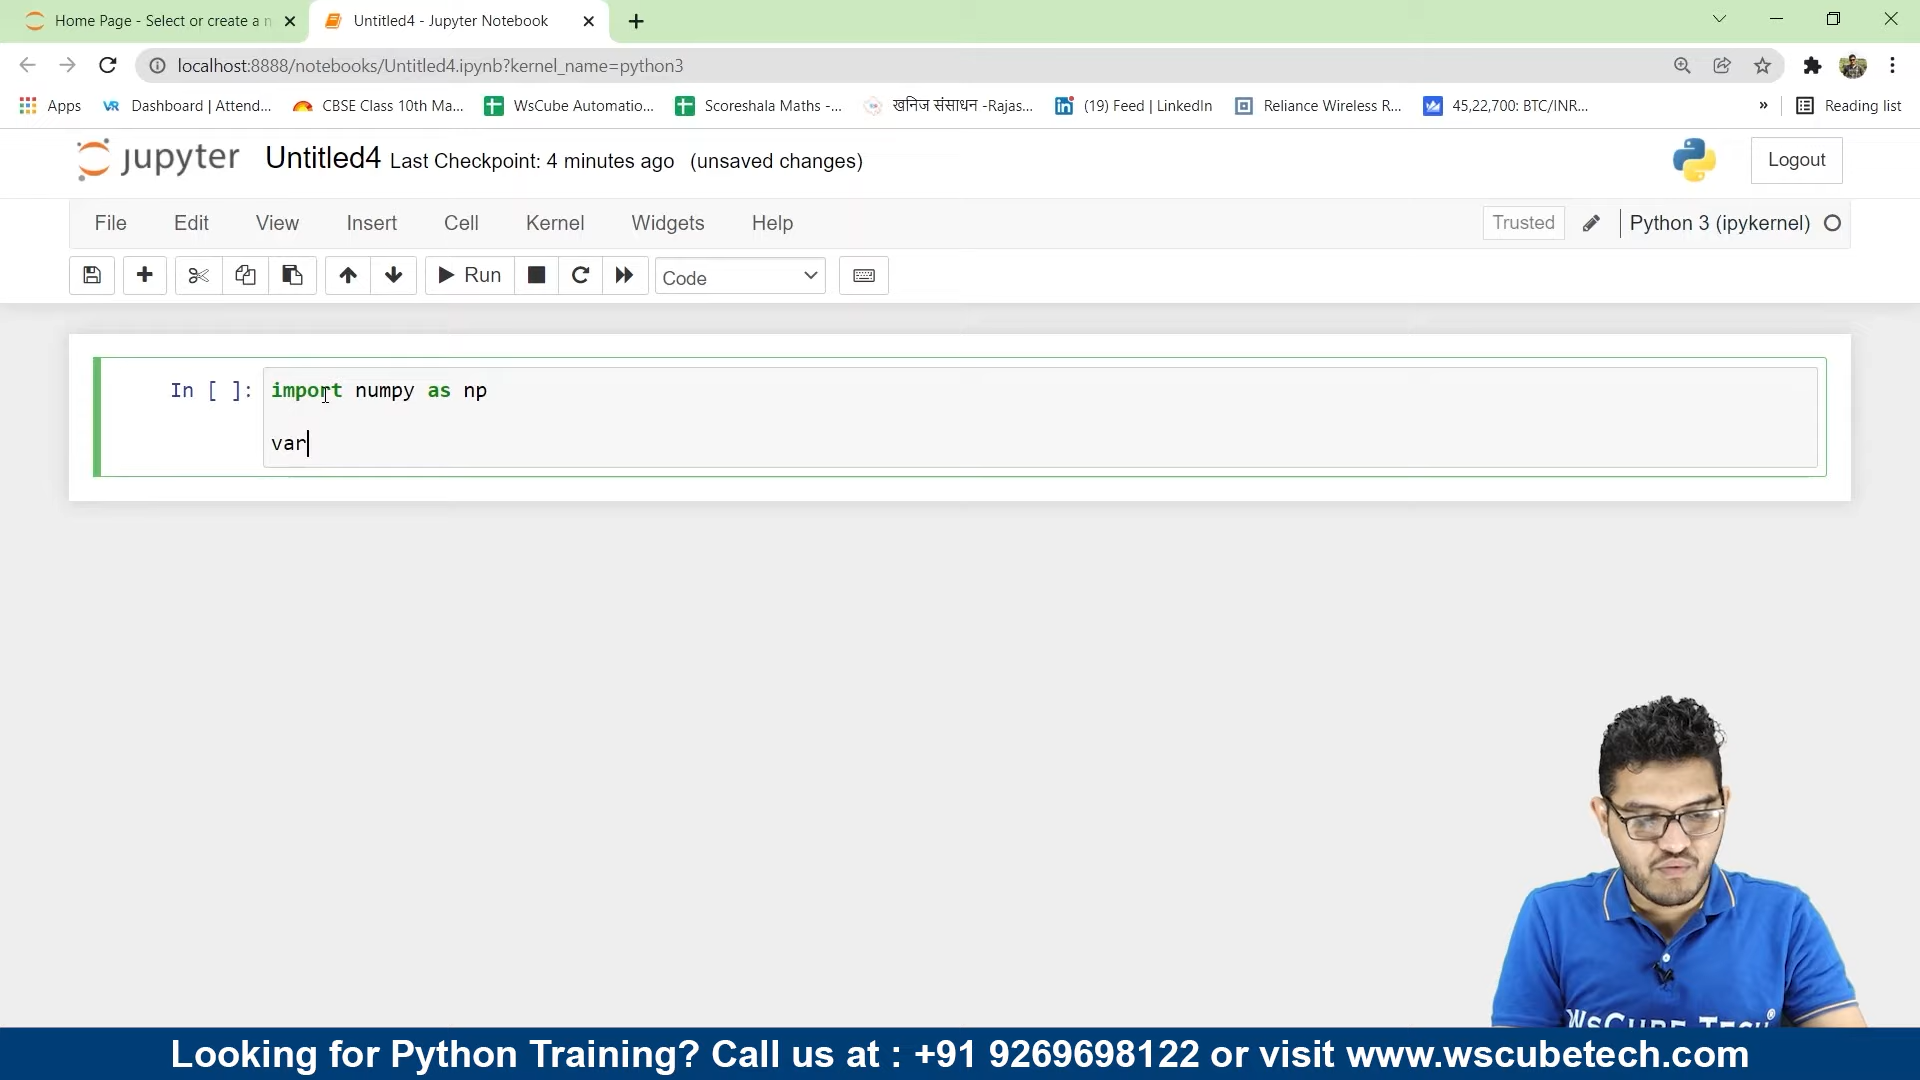 Home Page - Select or create a n
Untitled4 - Jupyter Notebook
localhost:8888/notebooks/Untitled4.ipynb?kernel_name=python3
Apps
VR Dashboard | Attend...
CBSE Class 10th Ma...
WsCube Automatio...
Scoreshala Maths -...
खनिज संसाधन -Rajas...
in (19) Feed | LinkedIn
Reliance Wireless R...
45,22,700: BTC/INR...
»
Reading list
jupyter Untitled4 Last Checkpoint: 4 minutes ago (unsaved changes)
Logout
File Edit View Insert Cell Kernel Widgets Help
Trusted
Python 3 (ipykernel)
Run
Code
In [ ]: import numpy as np
var
WsCube Tech®
Looking for Python Training? Call us at : +91 9269698122 or visit www.wscubetech.com